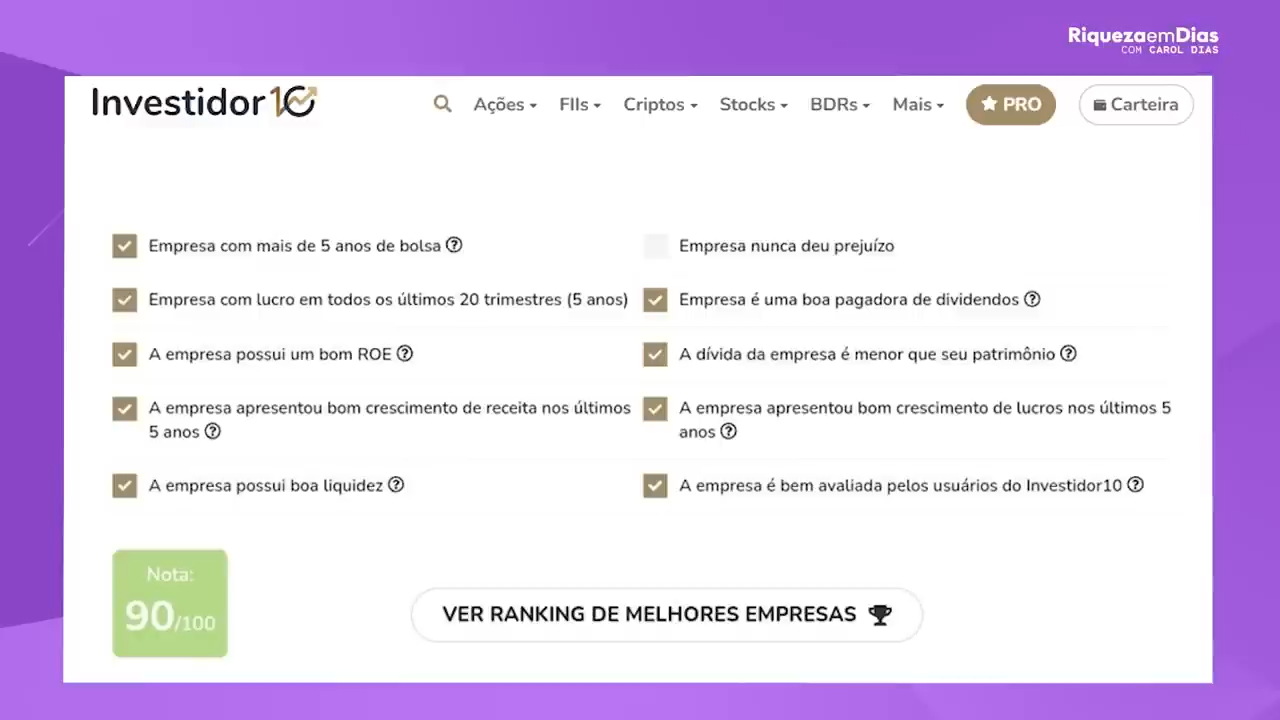 RiquezaemDias
COM CAROL DIAS
Investidor10
Ações
FIIs
Criptos
Stocks
BDRs
Mais
PRO
Carteira
Empresa com mais de 5 anos de bolsa
Empresa nunca deu prejuízo
Empresa com lucro em todos os últimos 20 trimestres (5 anos)
Empresa é uma boa pagadora de dividendos
A empresa possui um bom ROE
A dívida da empresa é menor que seu patrimônio
A empresa apresentou bom crescimento de receita nos últimos
5 anos
A empresa apresentou bom crescimento de lucros nos últimos 5
anos
A empresa possui boa liquidez
A empresa é bem avaliada pelos usuários do Investidor10
Nota:
90/100
VER RANKING DE MELHORES EMPRESAS